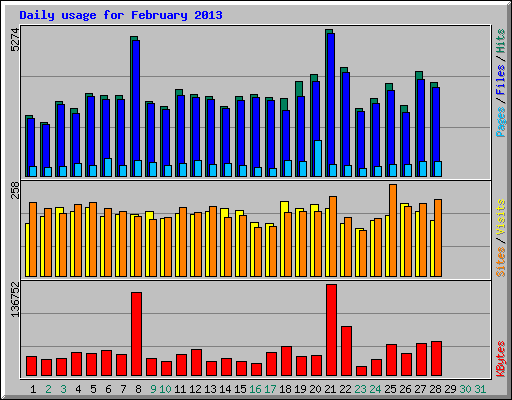 Daily usage for February 2013
5274
Pages / Files / Hits
258
Sites / Visits
136752
KBytes
1 2 3 4 5 6 7 8 9 10 11 12 13 14 15 16 17 18 19 20 21 22 23 24 25 26 27 28 29 30 31